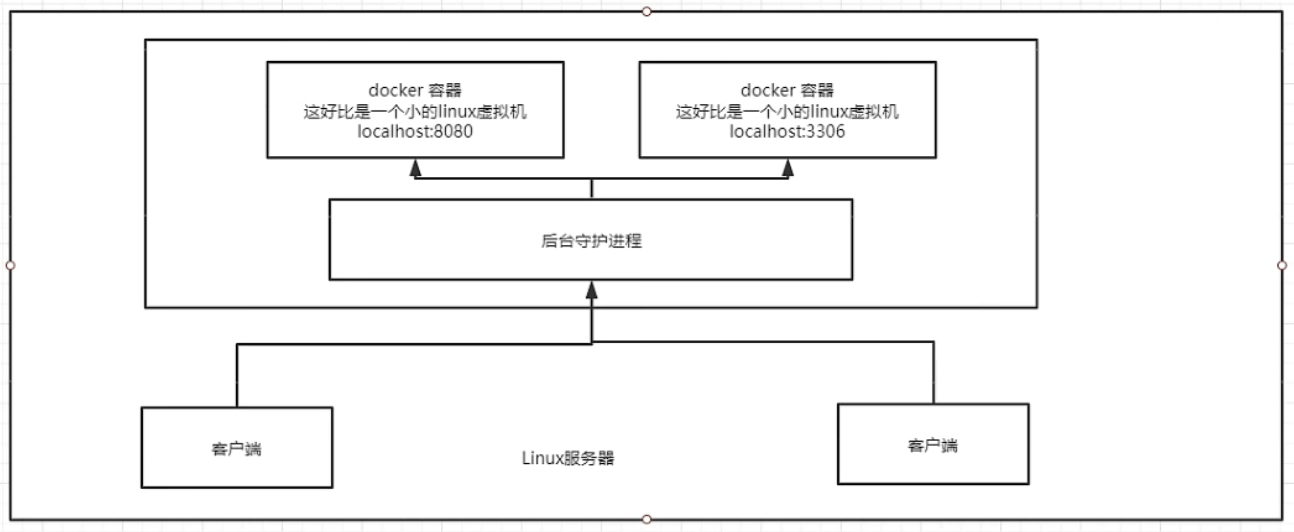 docker 容器
这好比是一个小的linux虚拟机
localhost:8080
docker 容器
这好比是一个小的linux虚拟机
localhost:3306
后台守护进程
客户端
Linux服务器
客户端